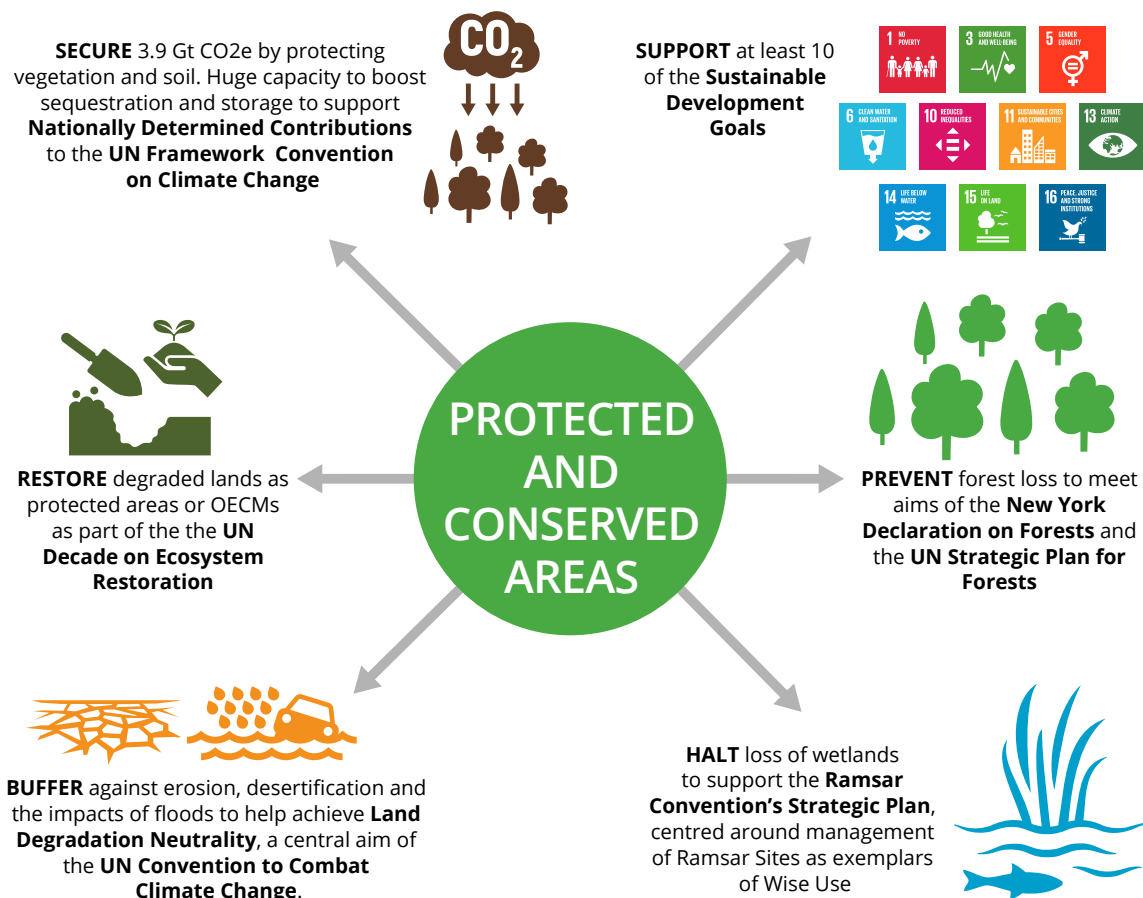 SECURE 3.9 Gt CO2e by protecting
vegetation and soil. Huge capacity to boost
sequestration and storage to support
Nationally Determined Contributions
to the UN Framework Convention
on Climate Change
CO2
SUPPORT at least 10
of the Sustainable
Development
Goals
1 NO
POVERTY
3 GOOD HEALTH
AND WELL-BEING
5 GENDER
EQUALITY
6 CLEAN WATER
AND SANITATION
10 REDUCED
INEQUALITIES
11 SUSTAINABLE CITIES
AND COMMUNITIES
13 CLIMATE
ACTION
14 LIFE BELOW
WATER
15 LIFE
ON LAND
16 PEACE, JUSTICE
AND STRONG
INSTITUTIONS
PROTECTED
AND
CONSERVED
AREAS
RESTORE degraded lands as
protected areas or OECMs
as part of the the UN
Decade on Ecosystem
Restoration
PREVENT forest loss to meet
aims of the New York
Declaration on Forests and
the UN Strategic Plan for
Forests
BUFFER against erosion, desertification and
the impacts of floods to help achieve Land
Degradation Neutrality, a central aim of
the UN Convention to Combat
Climate Change.
HALT loss of wetlands
to support the Ramsar
Convention's Strategic Plan,
centred around management
of Ramsar Sites as exemplars
of Wise Use